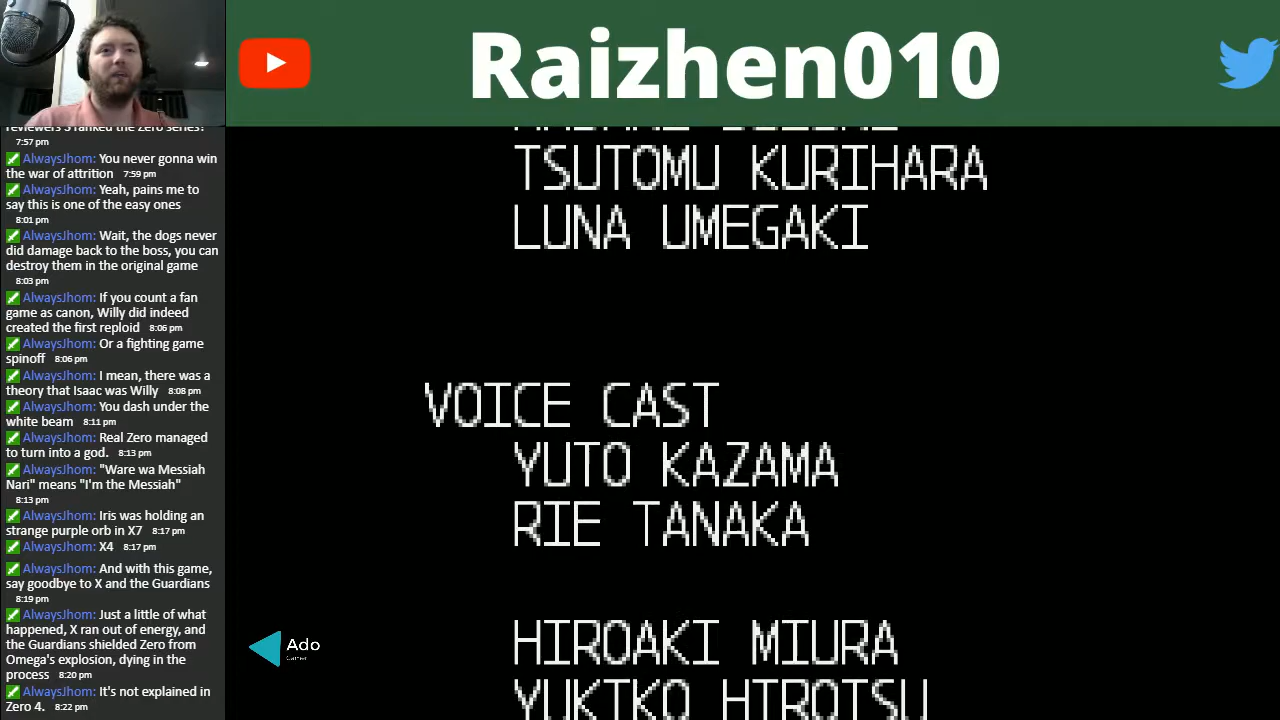 Raizhen010
reviewers 3 ranked the Zero series?
7:57 pm
AlwaysJhom: You never gonna win
the war of attrition 7:59 pm
AlwaysJhom: Yeah, pains me to
say this is one of the easy ones
8:01 pm
AlwaysJhom: Wait, the dogs never
did damage back to the boss, you can
destroy them in the original game
8:03 pm
AlwaysJhom: If you count a fan
game as canon, Willy did indeed
created the first reploid 8:06 pm
AlwaysJhom: Or a fighting game
spinoff 8:06 pm
AlwaysJhom: I mean, there was a
theory that Isaac was Willy 8:08 pm
AlwaysJhom: You dash under the
white beam 8:11 pm
AlwaysJhom: Real Zero managed
to turn into a god. 8:13 pm
AlwaysJhom: "Ware wa Messiah
Nari" means "I'm the Messiah"
8:13 pm
AlwaysJhom: Iris was holding an
strange purple orb in X7 8:17 pm
AlwaysJhom: X4 8:17 pm
AlwaysJhom: And with this game,
say goodbye to X and the Guardians
8:19 pm
AlwaysJhom: Just a little of what
happened, X ran out of energy, and
the Guardians shielded Zero from
Omega's explosion, dying in the
process 8:20 pm
AlwaysJhom: It's not explained in
Zero 4. 8:22 pm
TSUTOMU KURIHARA
LUNA UMEGAKI
VOICE CAST
YUTO KAZAMA
RIE TANAKA
HIROAKI MIURA
YUKIKO HIROTSU
Ado